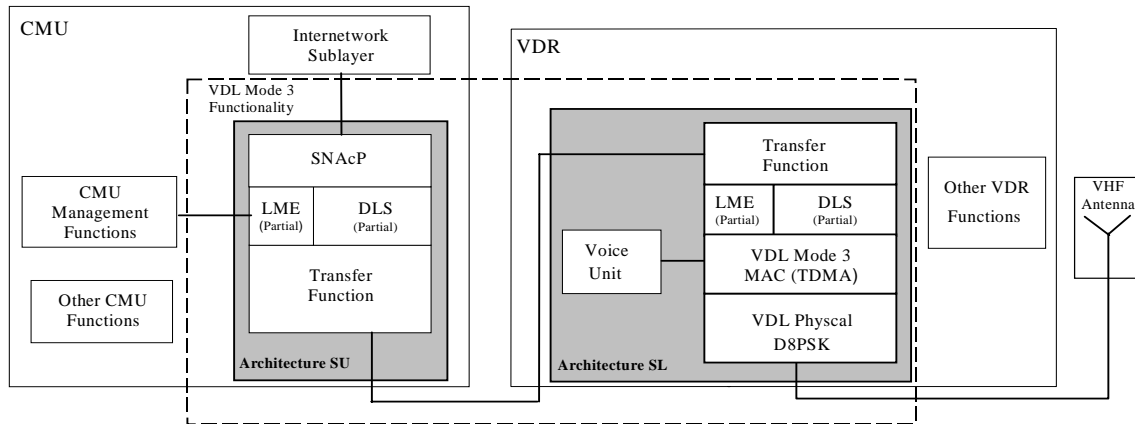 CMU
Internetwork
Sublayer
VDL Mode 3
Functionality
SNAcP
LME
(Partial)
DLS
(Partial)
Transfer
Function
Architecture SU
CMU
Management
Functions
Other CMU
Functions
VDR
Transfer
Function
LME
(Partial)
DLS
(Partial)
Voice
Unit
VDL Mode 3
MAC (TDMA)
VDL Physcal
D8PSK
Architecture SL
Other VDR
Functions
VHF
Antenna